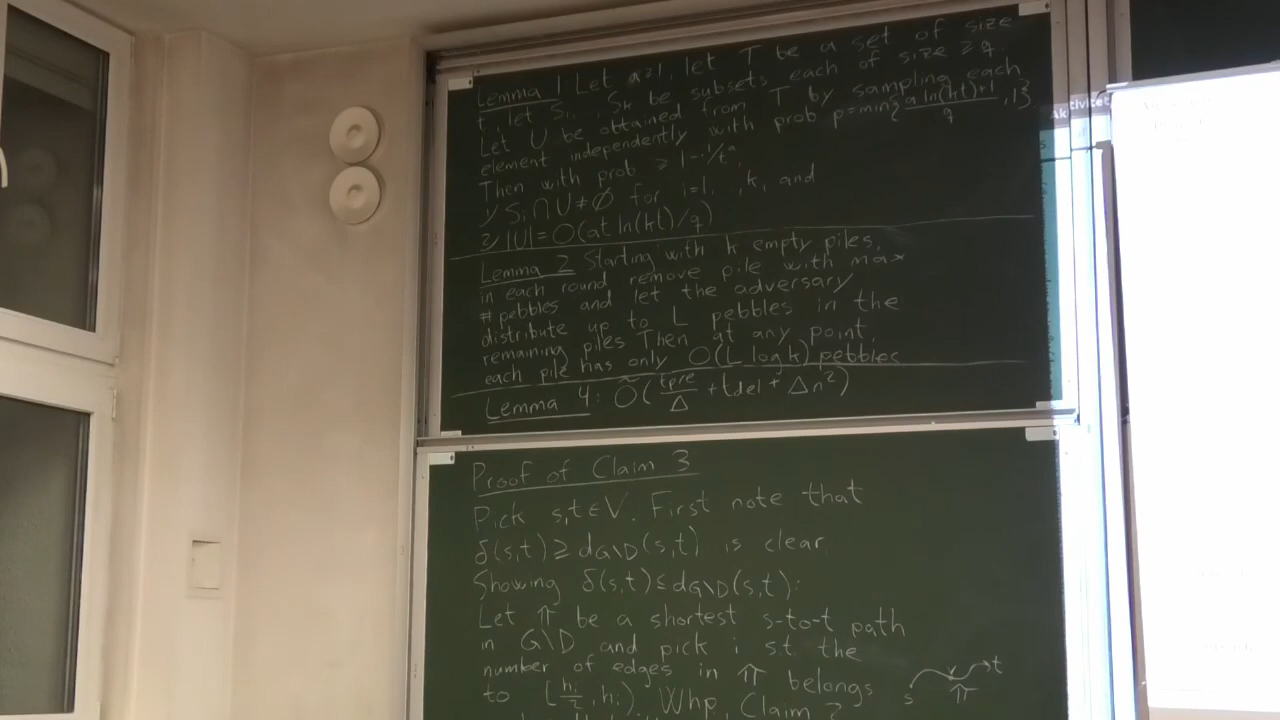 Lemma 1 Let a≥1, let T be a set of size
t, let S₁, , Sₖ be subsets each of size ≥ q.
Let U be obtained from T by sampling each
element independently with prob p=min{ (a ln(kt)+1)/q , 1}
Then with prob ≥ 1-1/tᵃ,
1) Sᵢ∩U≠∅ for i=1, ,k, and
2) |U|=O(at ln(kt)/q)
Lemma 2 Starting with k empty piles,
in each round remove pile with max
# pebbles and let the adversary
distribute up to L pebbles in the
remaining piles Then at any point,
each pile has only O(L log k) pebbles
Lemma 4: Õ(tpre/Δ + tdel + Δn²)
Proof of Claim 3
Pick s,t∈V. First note that
δ(s,t) ≥ d_G\D(s,t) is clear
Showing δ(s,t) ≤ d_G\D(s,t):
Let π be a shortest s-to-t path
in G\D and pick i s.t. the
number of edges in π belongs
to [hᵢ/2, hᵢ). Whp, Claim 2
s v t
π
Aktivitet